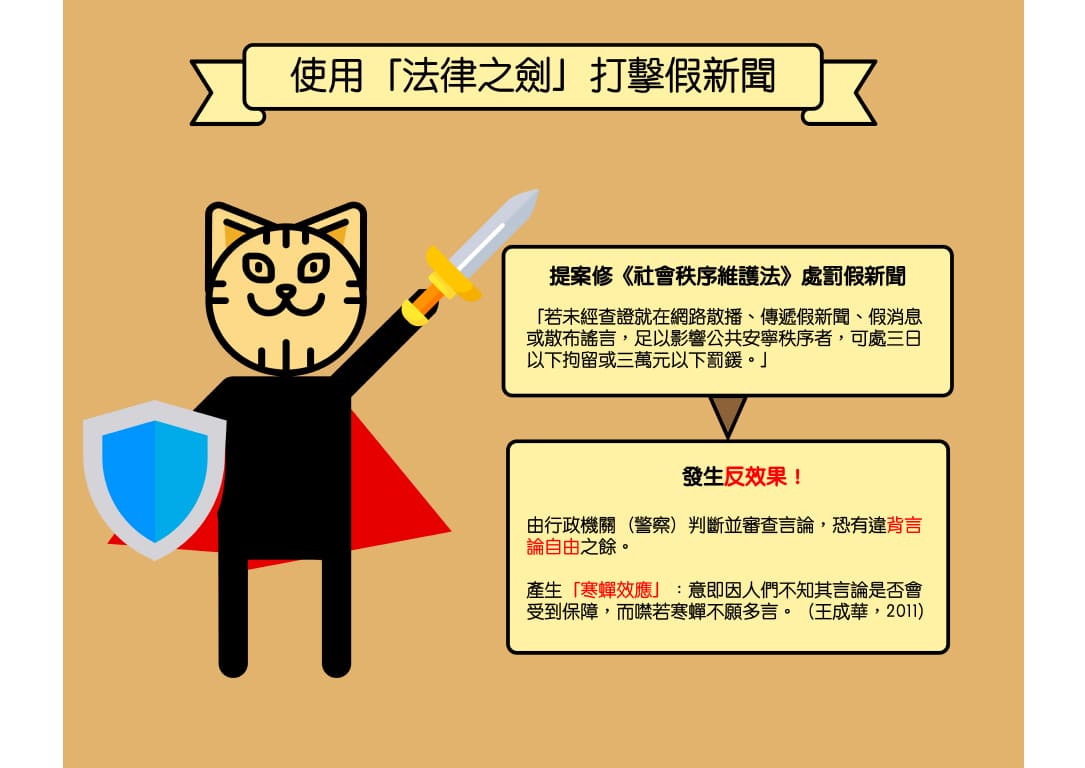 使用「法律之劍」打擊假新聞
提案修《社會秩序維護法》處罰假新聞
「若未經查證就在網路散播、傳遞假新聞、假消息
或散布謠言，足以影響公共安寧秩序者，可處三日
以下拘留或三萬元以下罰鍰。」
發生反效果！
由行政機關（警察）判斷並審查言論，恐有違背言
論自由之餘。
產生「寒蟬效應」：意即因人們不知其言論是否會
受到保障，而噤若寒蟬不願多言。（王成華，2011）